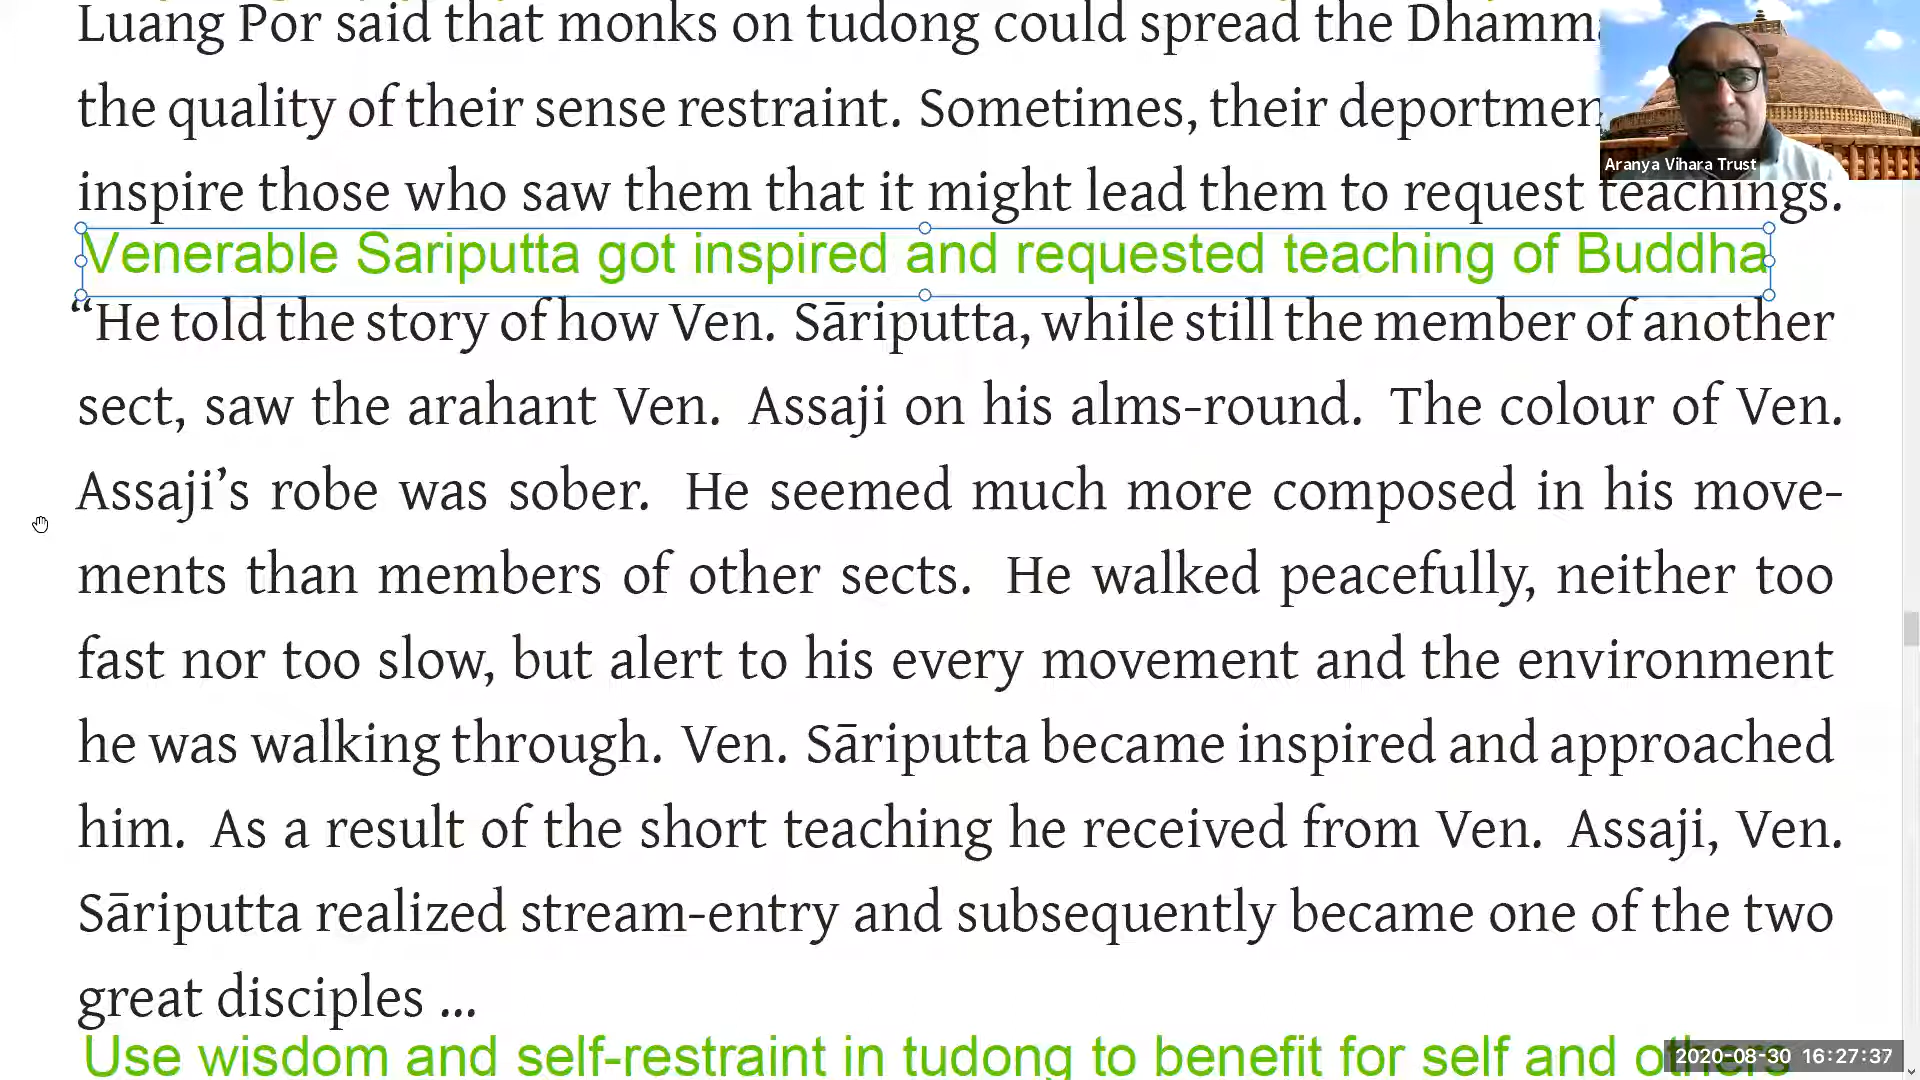 Luang Por said that monks on tudong could spread the Dhamm
the quality of their sense restraint. Sometimes, their deportmen
inspire those who saw them that it might lead them to request teachings.
Aranya Vihara Trust
Venerable Sariputta got inspired and requested teaching of Buddha
“He told the story of how Ven. Sāriputta, while still the member of another
sect, saw the arahant Ven. Assaji on his alms-round. The colour of Ven.
Assaji’s robe was sober. He seemed much more composed in his move-
ments than members of other sects. He walked peacefully, neither too
fast nor too slow, but alert to his every movement and the environment
he was walking through. Ven. Sāriputta became inspired and approached
him. As a result of the short teaching he received from Ven. Assaji, Ven.
Sāriputta realized stream-entry and subsequently became one of the two
great disciples ...
Use wisdom and self-restraint in tudong to benefit for self and others
2020-08-30 16:27:37